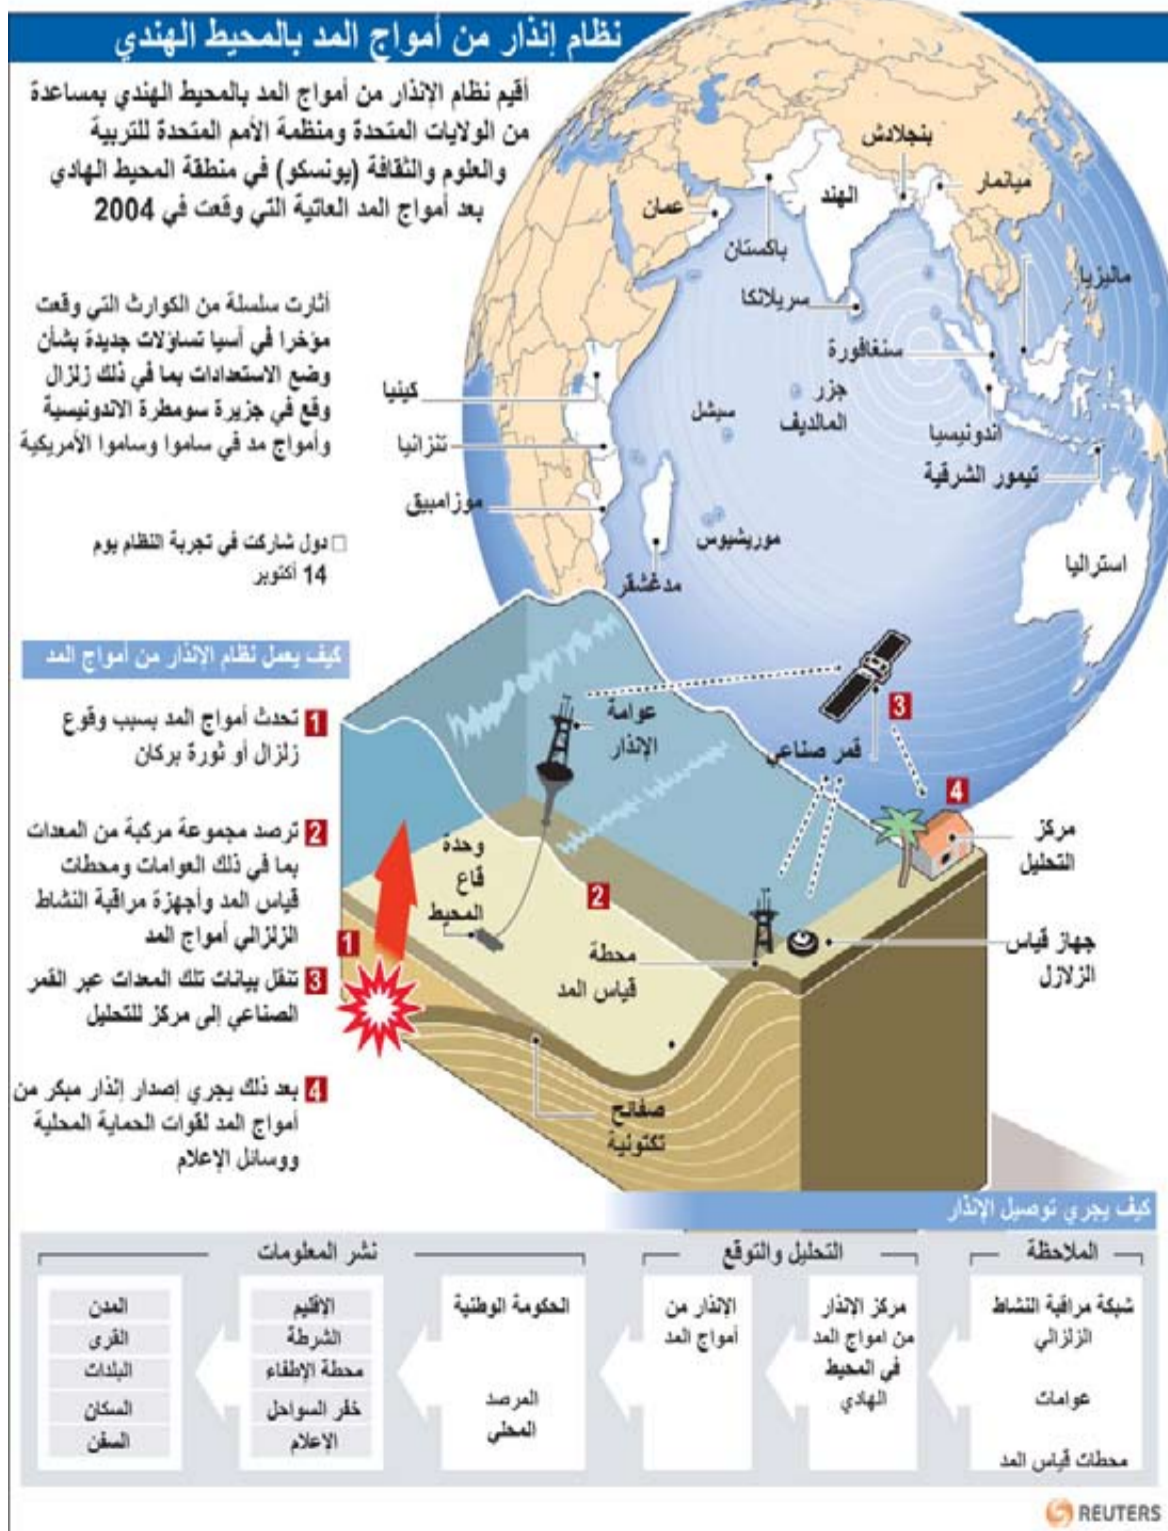 نظام إنذار من أمواج المد بالمحيط الهندي
أقيم نظام الإنذار من أمواج المد بالمحيط الهندي بمساعدة
من الولايات المتحدة ومنظمة الأمم المتحدة للتربية
والعلوم والثقافة (يونسكو) في منطقة المحيط الهادي
بعد أمواج المد العاتية التي وقعت في 2004
أثارت سلسلة من الكوارث التي وقعت
مؤخرا في أسيا تساؤلات جديدة بشأن
وضع الاستعدادات بما في ذلك زلزال
وقع في جزيرة سومطرة الاندونيسية
وأمواج مد في ساموا وساموا الأمريكية
دول شاركت في تجربة النظام يوم
14 أكتوبر
بنجلادش
ميانمار
الهند
عمان
باكستان
ماليزيا
سريلانكا
سنغافورة
جزر
المالديف
كينيا
سيشل
اندونيسيا
تنزانيا
تيمور الشرقية
موزامبيق
موريشيوس
استراليا
مدغشقر
كيف يعمل نظام الإنذار من أمواج المد
1 تحدث أمواج المد بسبب وقوع
زلزال أو ثورة بركان
2 ترصد مجموعة مركبة من المعدات
بما في ذلك العوامات ومحطات
قياس المد وأجهزة مراقبة النشاط
الزلزالي أمواج المد
3 تنقل بيانات تلك المعدات عبر القمر
الصناعي إلى مركز للتحليل
4 بعد ذلك يجري إصدار إنذار مبكر من
أمواج المد لقوات الحماية المحلية
ووسائل الإعلام
عوامة
الإنذار
3
قمر صناعي
4
مركز
التحليل
وحدة
قاع
المحيط
2
1
محطة
قياس المد
جهاز قياس
الزلازل
صفائح
تكتونية
كيف يجري توصيل الإنذار
الملاحظة
شبكة مراقبة النشاط
الزلزالي
عوامات
محطات قياس المد
التحليل والتوقع
مركز الإنذار
من امواج المد
في المحيط
الهادي
الإنذار من
أمواج المد
نشر المعلومات
الحكومة الوطنية
المرصد
المحلي
الإقليم
الشرطة
محطة الإطفاء
خفر السواحل
الإعلام
المدن
القرى
البلدات
السكان
السفن
REUTERS